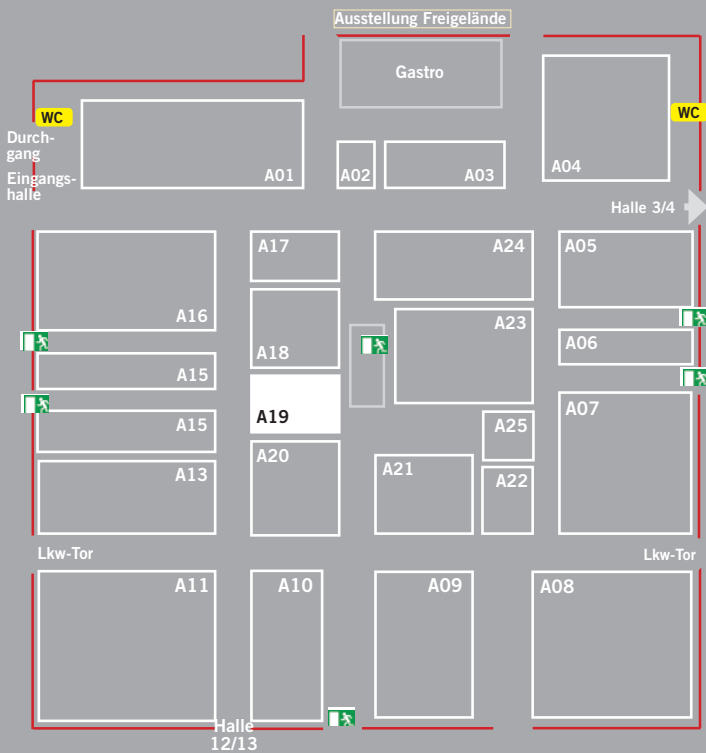 Ausstellung Freigelände
Gastro
WC
WC
Durch-
gang
Eingangs-
halle
A01
A02
A03
A04
Halle 3/4
A17
A24
A05
A16
A23
A18
A06
A15
A19
A15
A25
A07
A20
A21
A13
A22
Lkw-Tor
Lkw-Tor
A11
A10
A09
A08
Halle
12/13